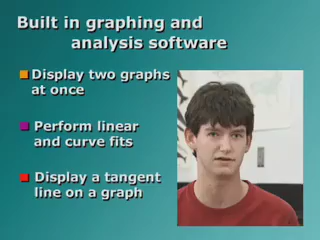 Built in graphing and
analysis software
Display two graphs
at once
Perform linear
and curve fits
Display a tangent
line on a graph